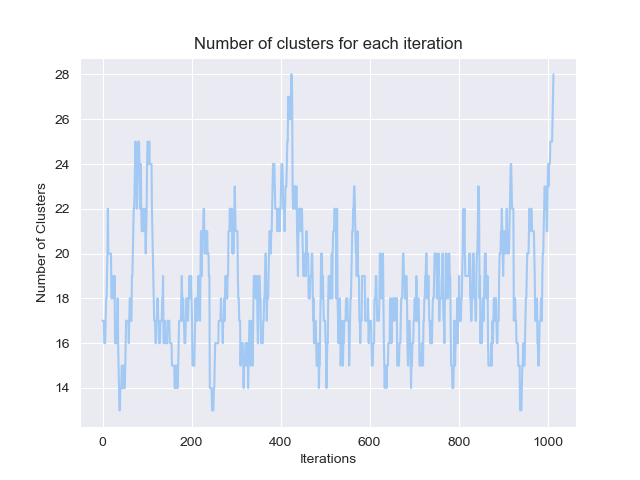 Number of clusters for each iteration
Number of Clusters
28
26
24
22
20
18
16
14
0 200 400 600 800 1000
Iterations